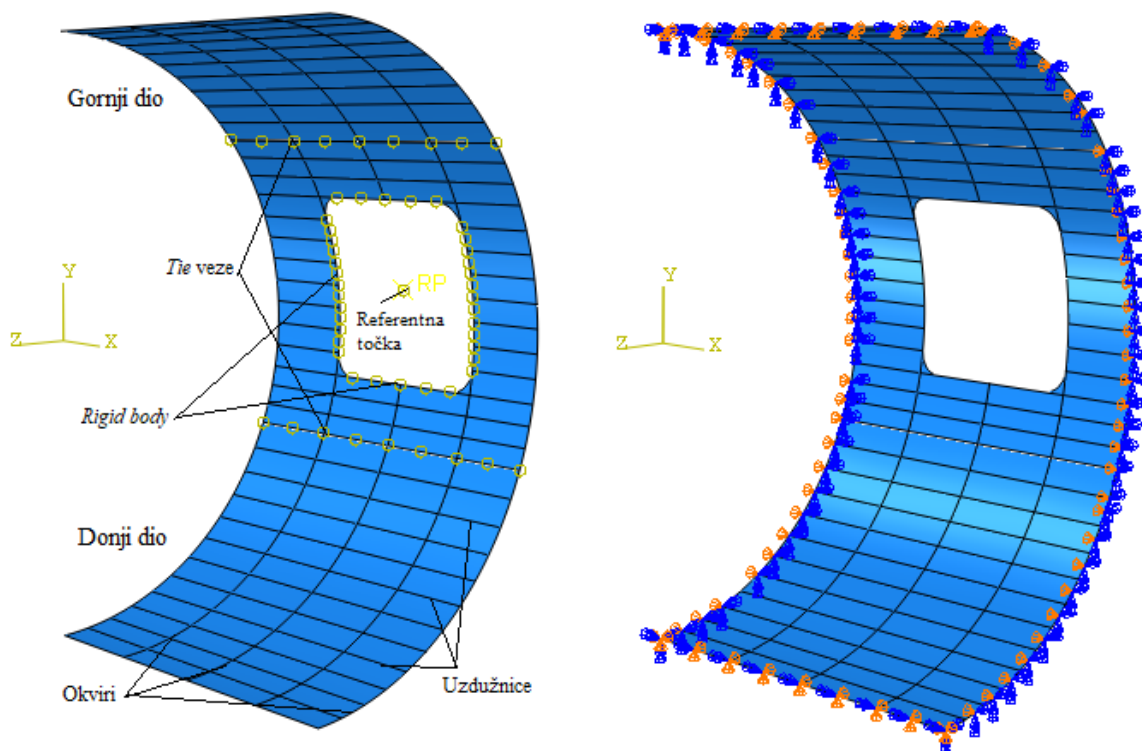 Gornji dio
Tie veze
RP
Referentna
točka
Y
Z
X
Rigid body
Donji dio
Okviri
Uzdužnice
Y
Z
X